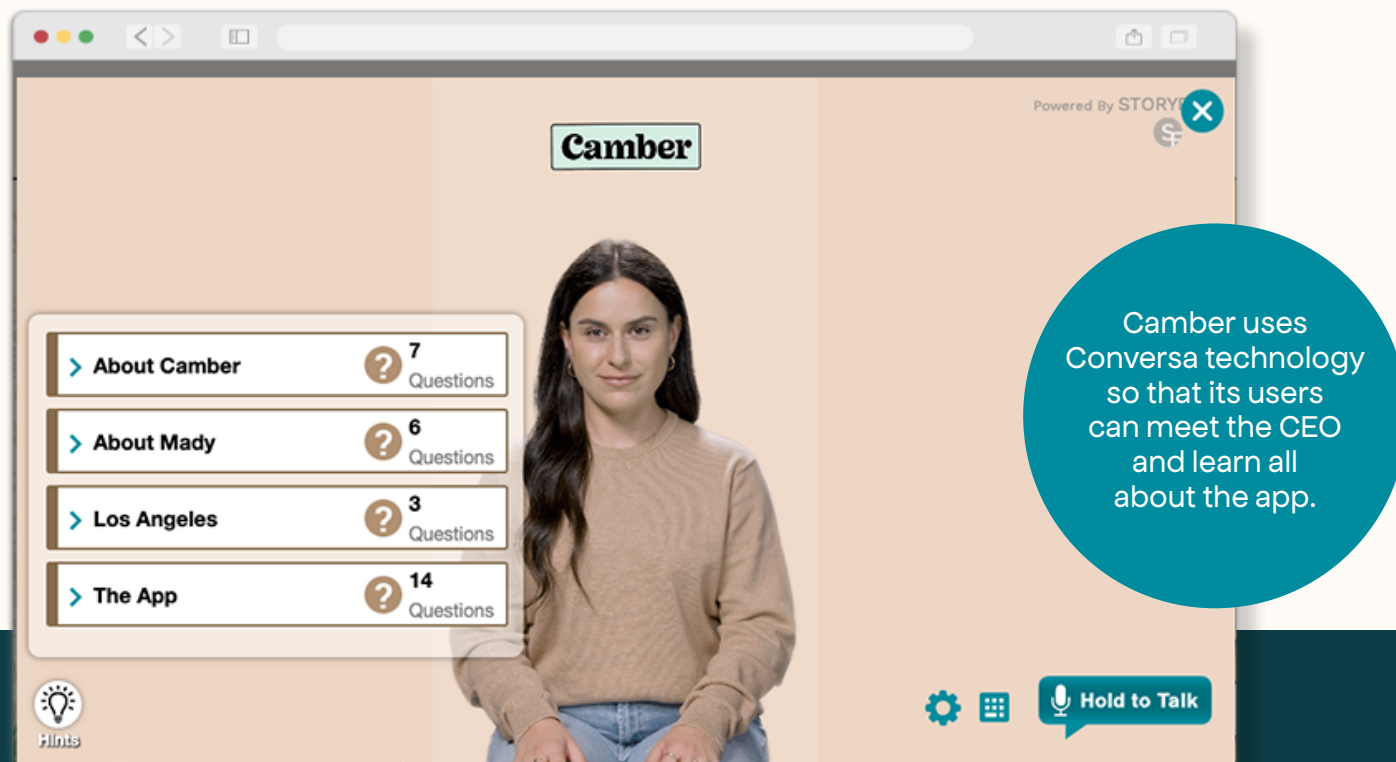 Powered By STORY
Camber
About Camber
7
Questions
About Mady
6
Questions
Los Angeles
3
Questions
The App
14
Questions
Camber uses
Conversa technology
so that its users
can meet the CEO
and learn all
about the app.
Hints
Hold to Talk